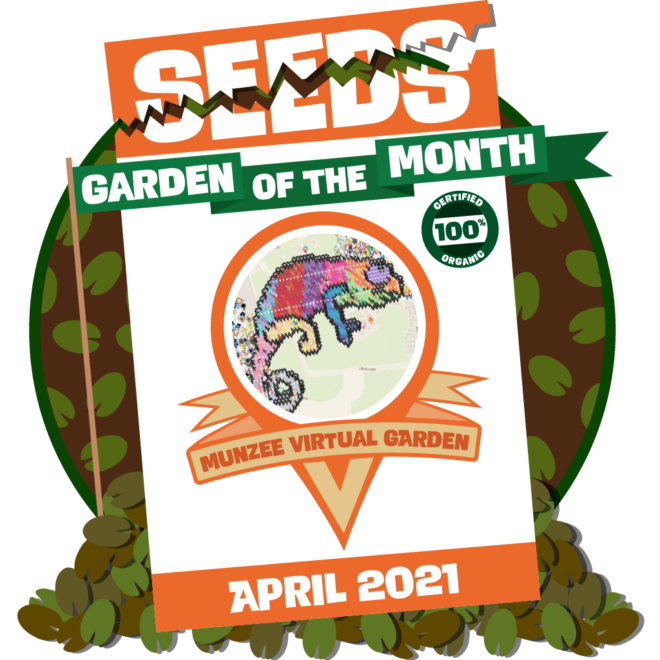 SEEDS
GARDEN OF THE MONTH
CERTIFIED
100%
ORGANIC
MUNZEE VIRTUAL GARDEN
APRIL 2021